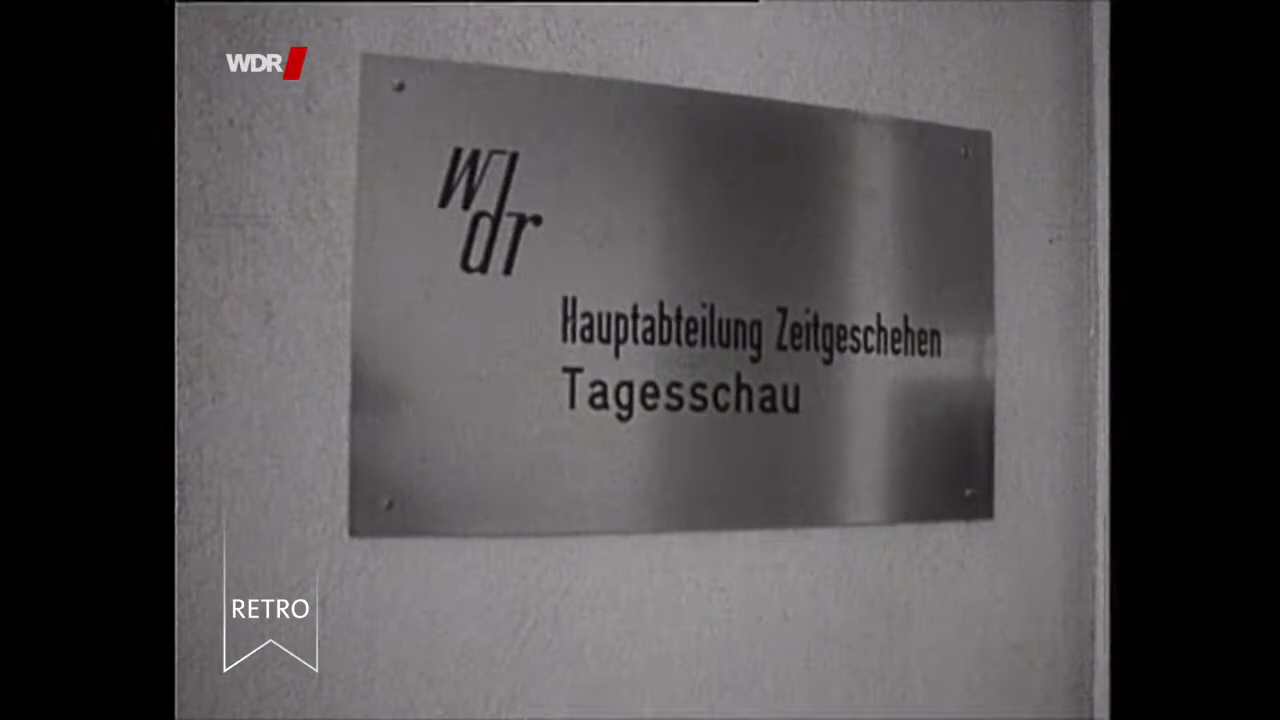 WDR
wdr
Hauptabteilung Zeitgeschehen
Tagesschau
RETRO